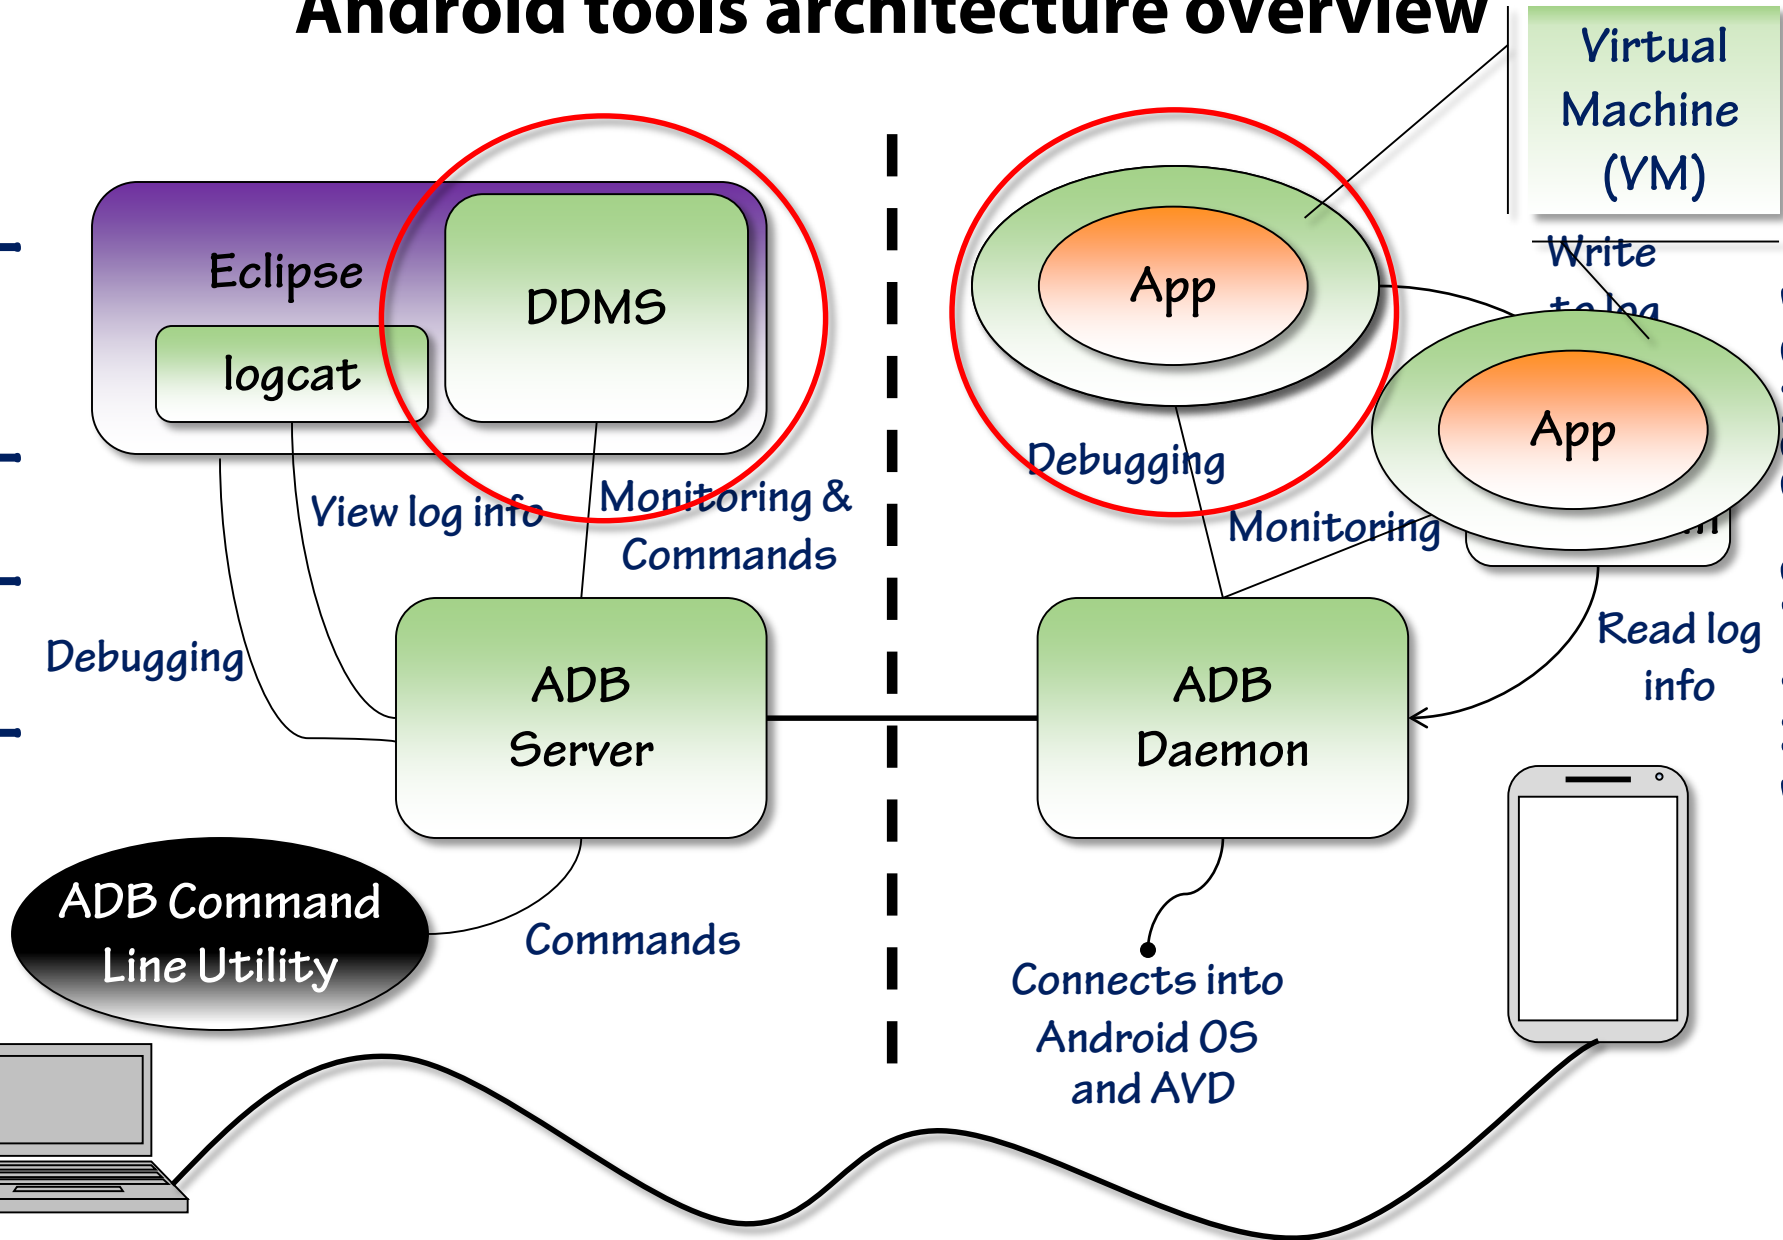 Android tools architecture overview
Virtual
Machine
(VM)
Eclipse
DDMS
logcat
App
Write
to log
App
Debugging
View log info
Monitoring &
Commands
Monitoring
Debugging
ADB
Server
ADB
Daemon
Read log
info
ADB Command
Line Utility
Commands
Connects into
Android OS
and AVD